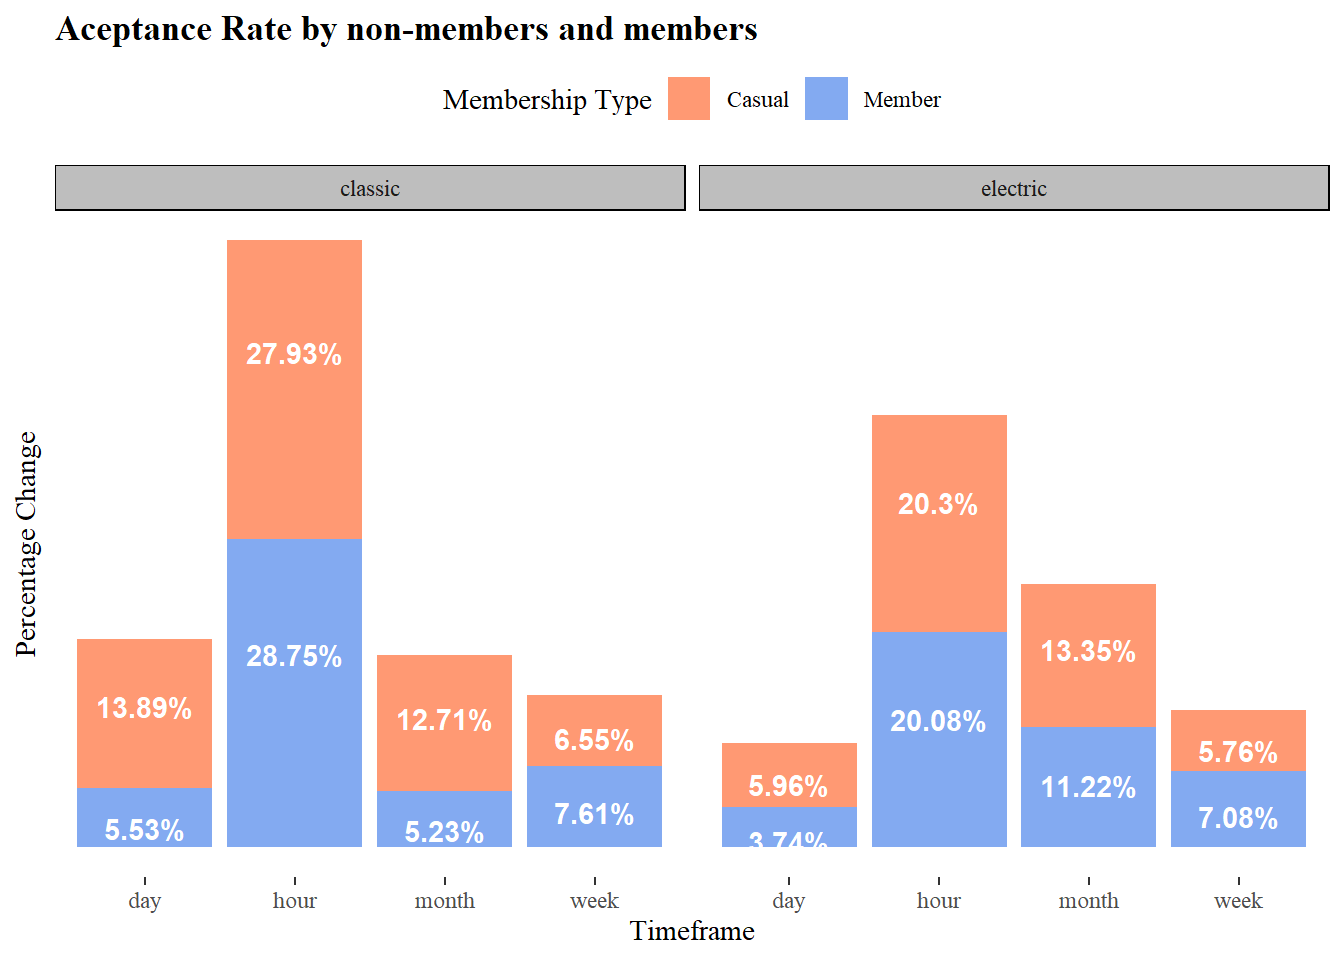 Aceptance Rate by non-members and members
Membership Type Casual Member
classic electric
27.93%
28.75%
13.89%
5.53%
12.71%
5.23%
6.55%
7.61%
20.3%
20.08%
13.35%
11.22%
5.96%
3.74%
5.76%
7.08%
Percentage Change
day hour month week day hour month week
Timeframe